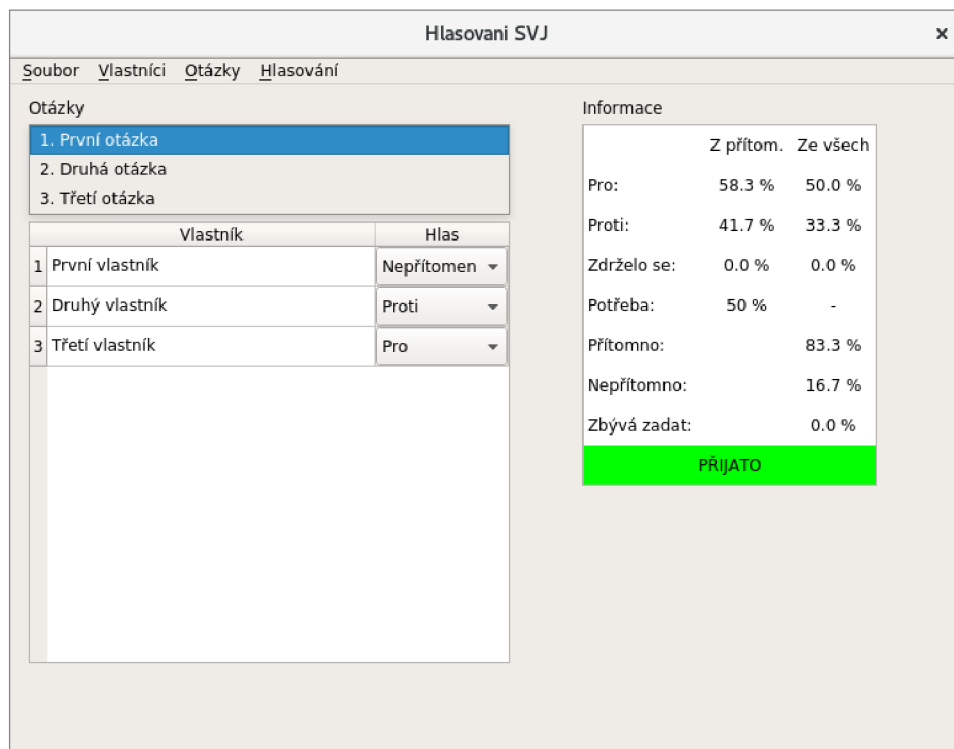 Hlasovani SVJ
Soubor Vlastníci Otázky Hlasování
Otázky
1. První otázka
2. Druhá otázka
3. Třetí otázka
Vlastník Hlas
1 První vlastník Nepřítomen
2 Druhý vlastník Proti
3 Třetí vlastník Pro
Informace
Z přítom. Ze všech
Pro: 58.3 % 50.0 %
Proti: 41.7 % 33.3 %
Zdrželo se: 0.0 % 0.0 %
Potřeba: 50 % -
Přítomno: 83.3 %
Nepřítomno: 16.7 %
Zbývá zadat: 0.0 %
PŘIJATO